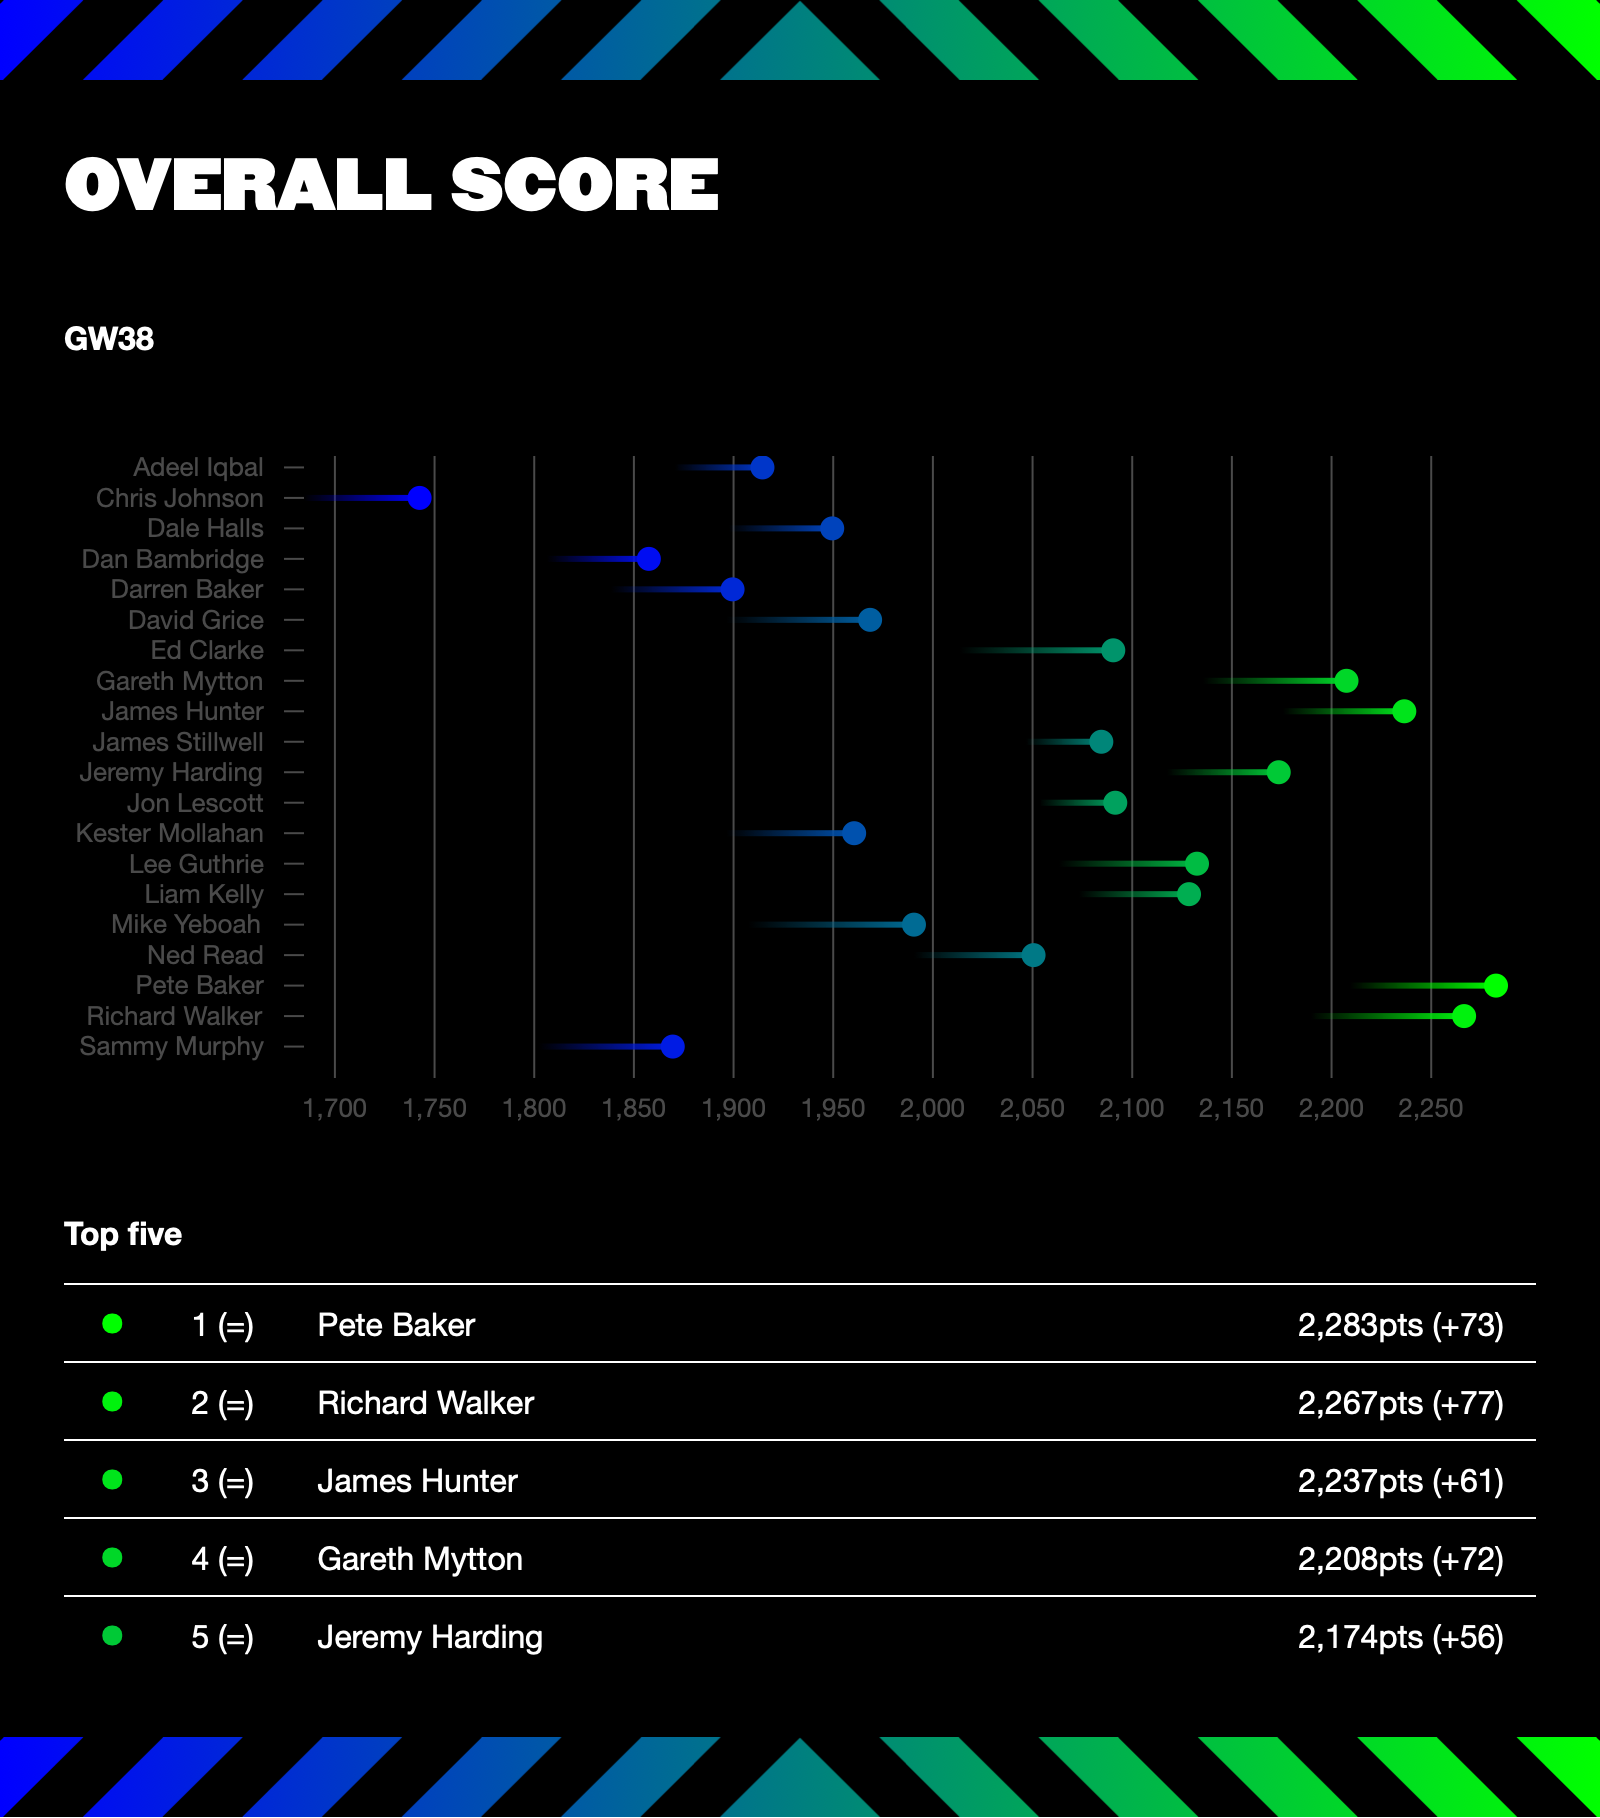 OVERALL SCORE
GW38
Adeel Iqbal
Chris Johnson
Dale Halls
Dan Bambridge
Darren Baker
David Grice
Ed Clarke
Gareth Mytton
James Hunter
James Stillwell
Jeremy Harding
Jon Lescott
Kester Mollahan
Lee Guthrie
Liam Kelly
Mike Yeboah
Ned Read
Pete Baker
Richard Walker
Sammy Murphy
1,700 1,750 1,800 1,850 1,900 1,950 2,000 2,050 2,100 2,150 2,200 2,250
Top five
1 (=) Pete Baker 2,283pts (+73)
2 (=) Richard Walker 2,267pts (+77)
3 (=) James Hunter 2,237pts (+61)
4 (=) Gareth Mytton 2,208pts (+72)
5 (=) Jeremy Harding 2,174pts (+56)